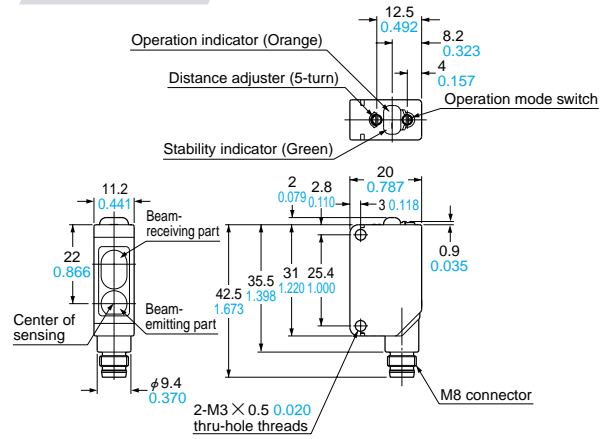 12.5
0.492
Operation indicator (Orange)
8.2
0.323
Distance adjuster (5-turn)
4
0.157
Operation mode switch
Stability indicator (Green)
20
0.787
2
0.079
2.8
0.110
3 0.118
11.2
0.441
Beam-
receiving part
22
0.866
0.9
0.035
42.5
1.673
35.5
1.398
31
1.220
25.4
1.000
Center of
sensing
Beam-
emitting part
φ9.4
0.370
M8 connector
2-M3 × 0.5 0.020
thru-hole threads